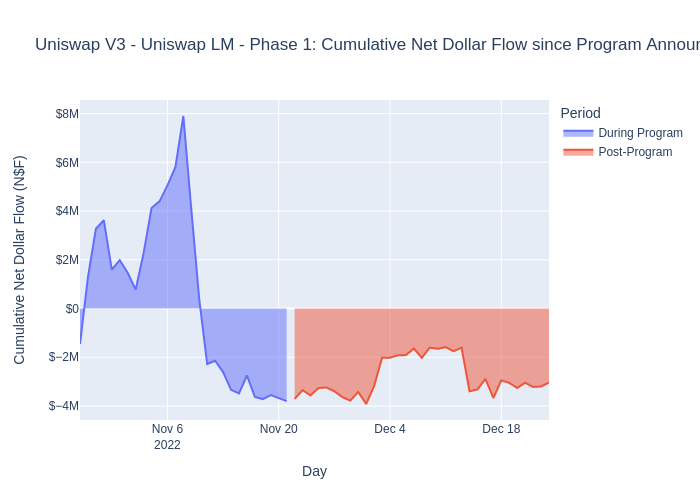 Uniswap V3 - Uniswap LM - Phase 1: Cumulative Net Dollar Flow since Program
Period
During Program
Post-Program
Cumulative Net Dollar Flow (N$F)
$8M
$6M
$4M
$2M
$0
$−2M
$−4M
Nov 6
2022
Nov 20
Dec 4
Dec 18
Day